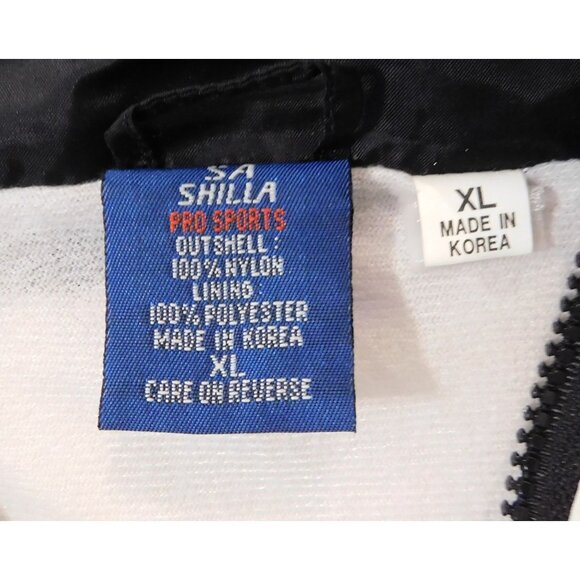 SA
SHILLA
PRO SPORTS
OUTSHELL :
100% NYLON
LINING :
100% POLYESTER
MADE IN KOREA
XL
CARE ON REVERSE
XL
MADE IN
KOREA